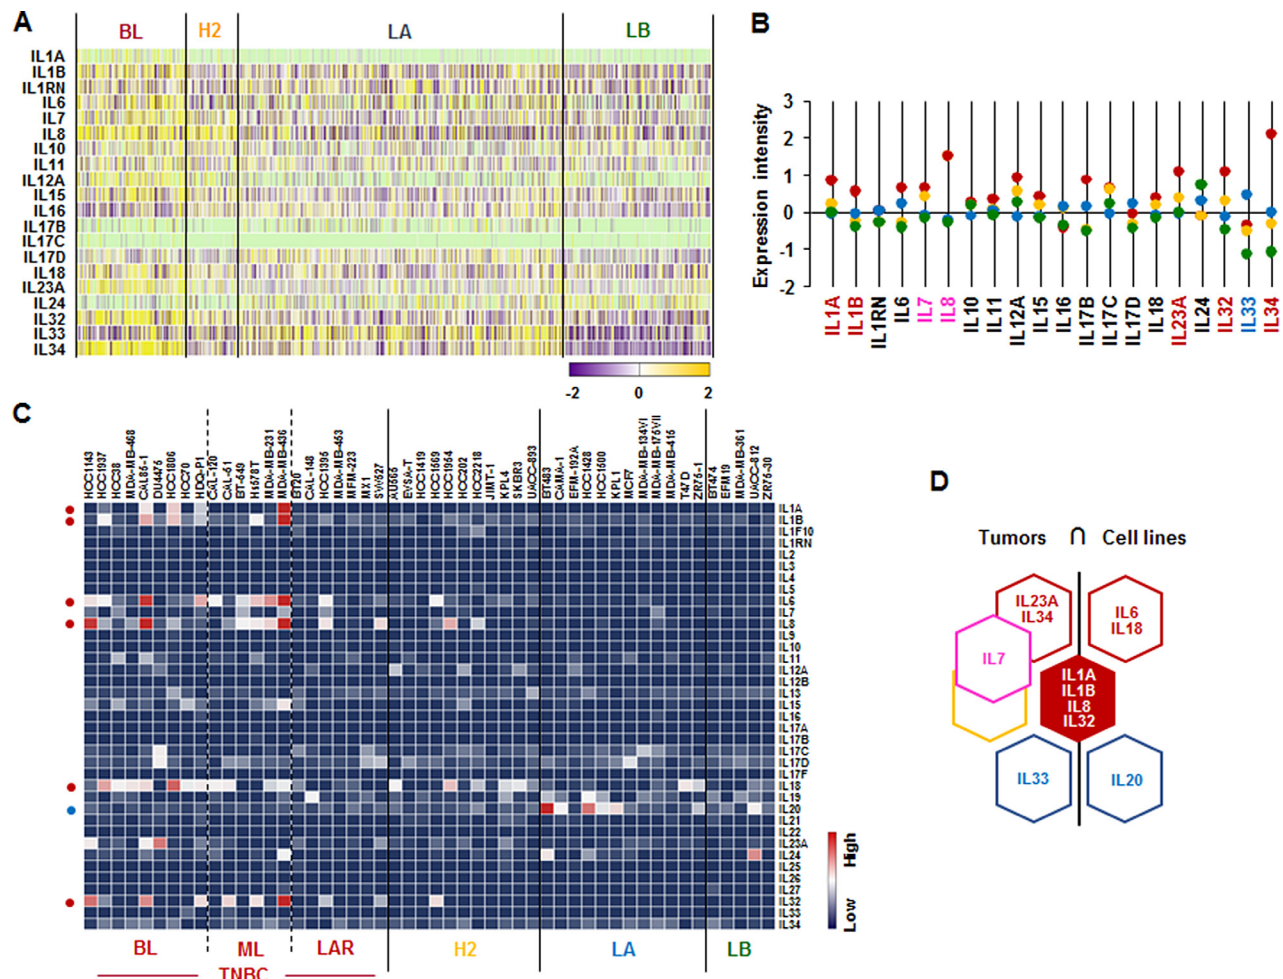 A
BL H2 LA LB
IL1A
IL1B
IL1RN
IL6
IL7
IL8
IL10
IL11
IL12A
IL15
IL16
IL17B
IL17C
IL17D
IL18
IL23A
IL24
IL32
IL33
IL34
-2 0 2
B
Expression intensity
3
2
1
0
-1
-2
IL1A IL1B IL1RN IL6 IL7 IL8 IL10 IL11 IL12A IL15 IL16 IL17B IL17C IL17D IL18 IL23A IL24 IL32 IL33 IL34
C
HCC1143 HCC1937 HCC38 MDA-MB-468 CAL85-1 DU4475 HCC1806 HCC70 HDQ-P1 CAL-120 CAL-51 BT-549 Hs578T MDA-MB-231 MDA-MB-436 BT20 CAL-148 HCC1395 MDA-MB-453 MFM-223 MX1 SW527 AU565 EVSA-T HCC1419 HCC1569 HCC1954 HCC202 HCC2218 JIMT-1 KPL4 SKBR3 UACC-893 BT483 CAMA-1 EFM-192A HCC1428 HCC1500 KPL1 MCF7 MDA-MB-134VI MDA-MB-175VII MDA-MB-415 T47D ZR75-1 BT474 EFM19 MDA-MB-361 UACC-812 ZR75-30
IL1A
IL1B
IL1F10
IL1RN
IL2
IL3
IL4
IL5
IL6
IL7
IL8
IL9
IL10
IL11
IL12A
IL12B
IL13
IL15
IL16
IL17A
IL17B
IL17C
IL17D
IL17F
IL18
IL19
IL20
IL21
IL22
IL23A
IL24
IL25
IL26
IL27
IL32
IL33
IL34
Low High
BL ML LAR H2 LA LB
TNBC
D
Tumors ∩ Cell lines
IL23A
IL34
IL6
IL18
IL7
IL1A
IL1B
IL8
IL32
IL33
IL20